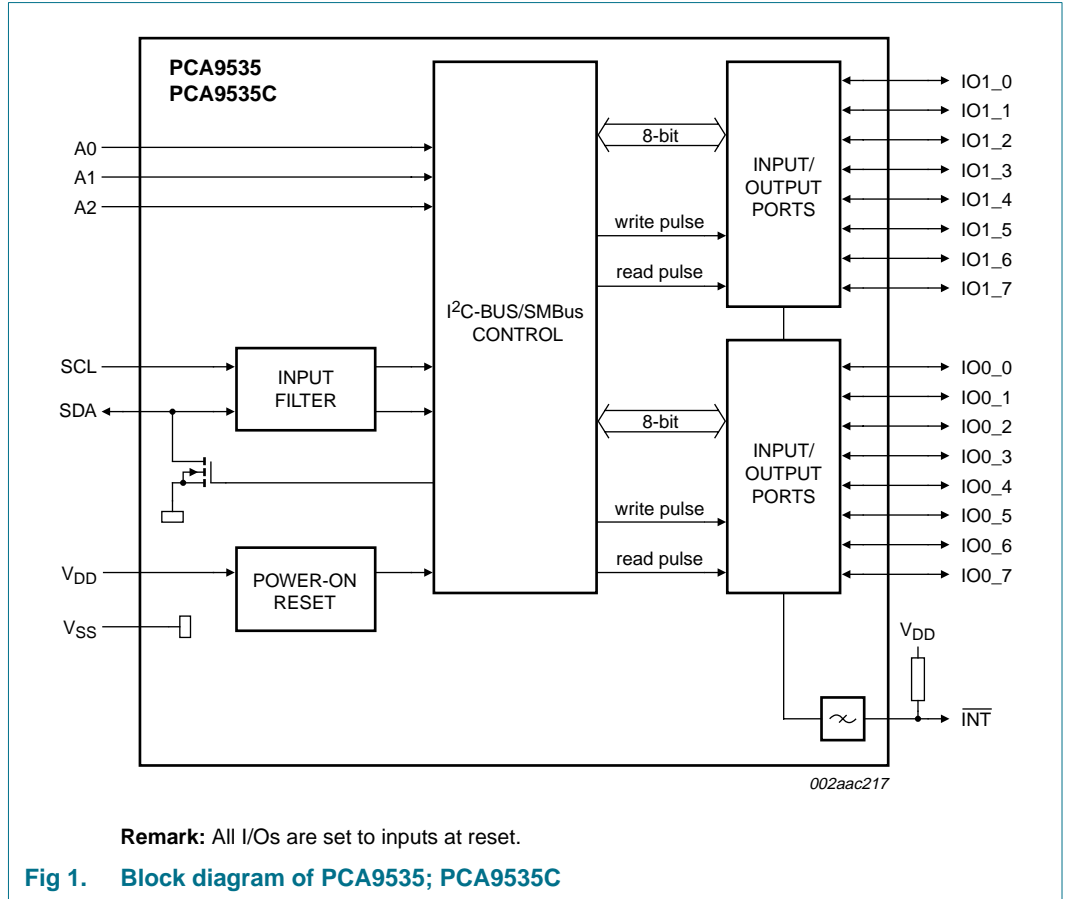 PCA9535
PCA9535C
A0
A1
A2
SCL
SDA
VDD
VSS
INPUT
FILTER
POWER-ON
RESET
I2C-BUS/SMBus
CONTROL
8-bit
write pulse
read pulse
INPUT/
OUTPUT
PORTS
8-bit
write pulse
read pulse
INPUT/
OUTPUT
PORTS
IO1_0
IO1_1
IO1_2
IO1_3
IO1_4
IO1_5
IO1_6
IO1_7
IO0_0
IO0_1
IO0_2
IO0_3
IO0_4
IO0_5
IO0_6
IO0_7
VDD
INT
002aac217
Remark: All I/Os are set to inputs at reset.
Fig 1. Block diagram of PCA9535; PCA9535C